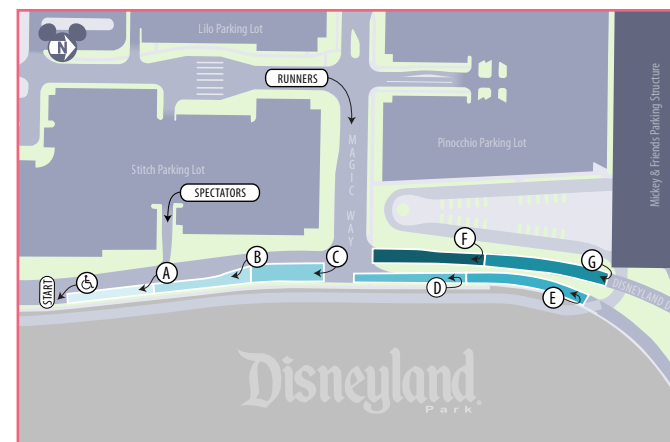 Lilo Parking Lot
N
RUNNERS
Mickey & Friends Parking Structure
MAGIC WAY
Pinocchio Parking Lot
Stitch Parking Lot
SPECTATORS
F
G
C
B
A
D
E
START
DISNEYLAND D
Disneyland
Park